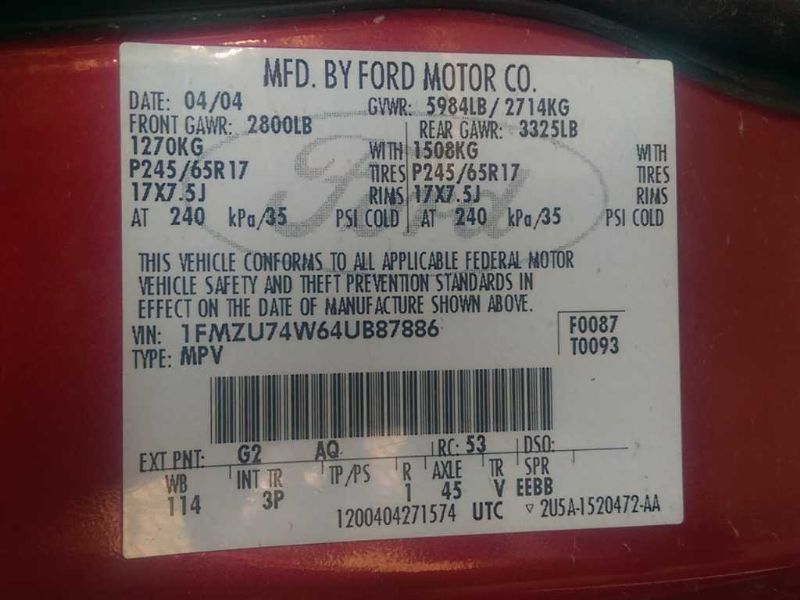 MFD. BY FORD MOTOR CO.
DATE: 04/04 GVWR: 5984LB/2714KG
FRONT GAWR: 2800LB REAR GAWR: 3325LB
1270KG WITH 1508KG WITH
P245/65R17 TIRES P245/65R17 TIRES
17X7.5J RIMS 17X7.5J RIMS
AT 240 kPa/35 PSI COLD AT 240 kPa/35 PSI COLD
Ford
THIS VEHICLE CONFORMS TO ALL APPLICABLE FEDERAL MOTOR
VEHICLE SAFETY AND THEFT PREVENTION STANDARDS IN
EFFECT ON THE DATE OF MANUFACTURE SHOWN ABOVE.
VIN: 1FMZU74W64UB87886 F0087
TYPE: MPV T0093
EXT PNT: G2 AQ RC: 53 DSO:
WB INT TR TP/PS R AXLE TR SPR
114 3P 1 45 V EEBB
1200404271574 UTC ▽ 2U5A-1520472-AA